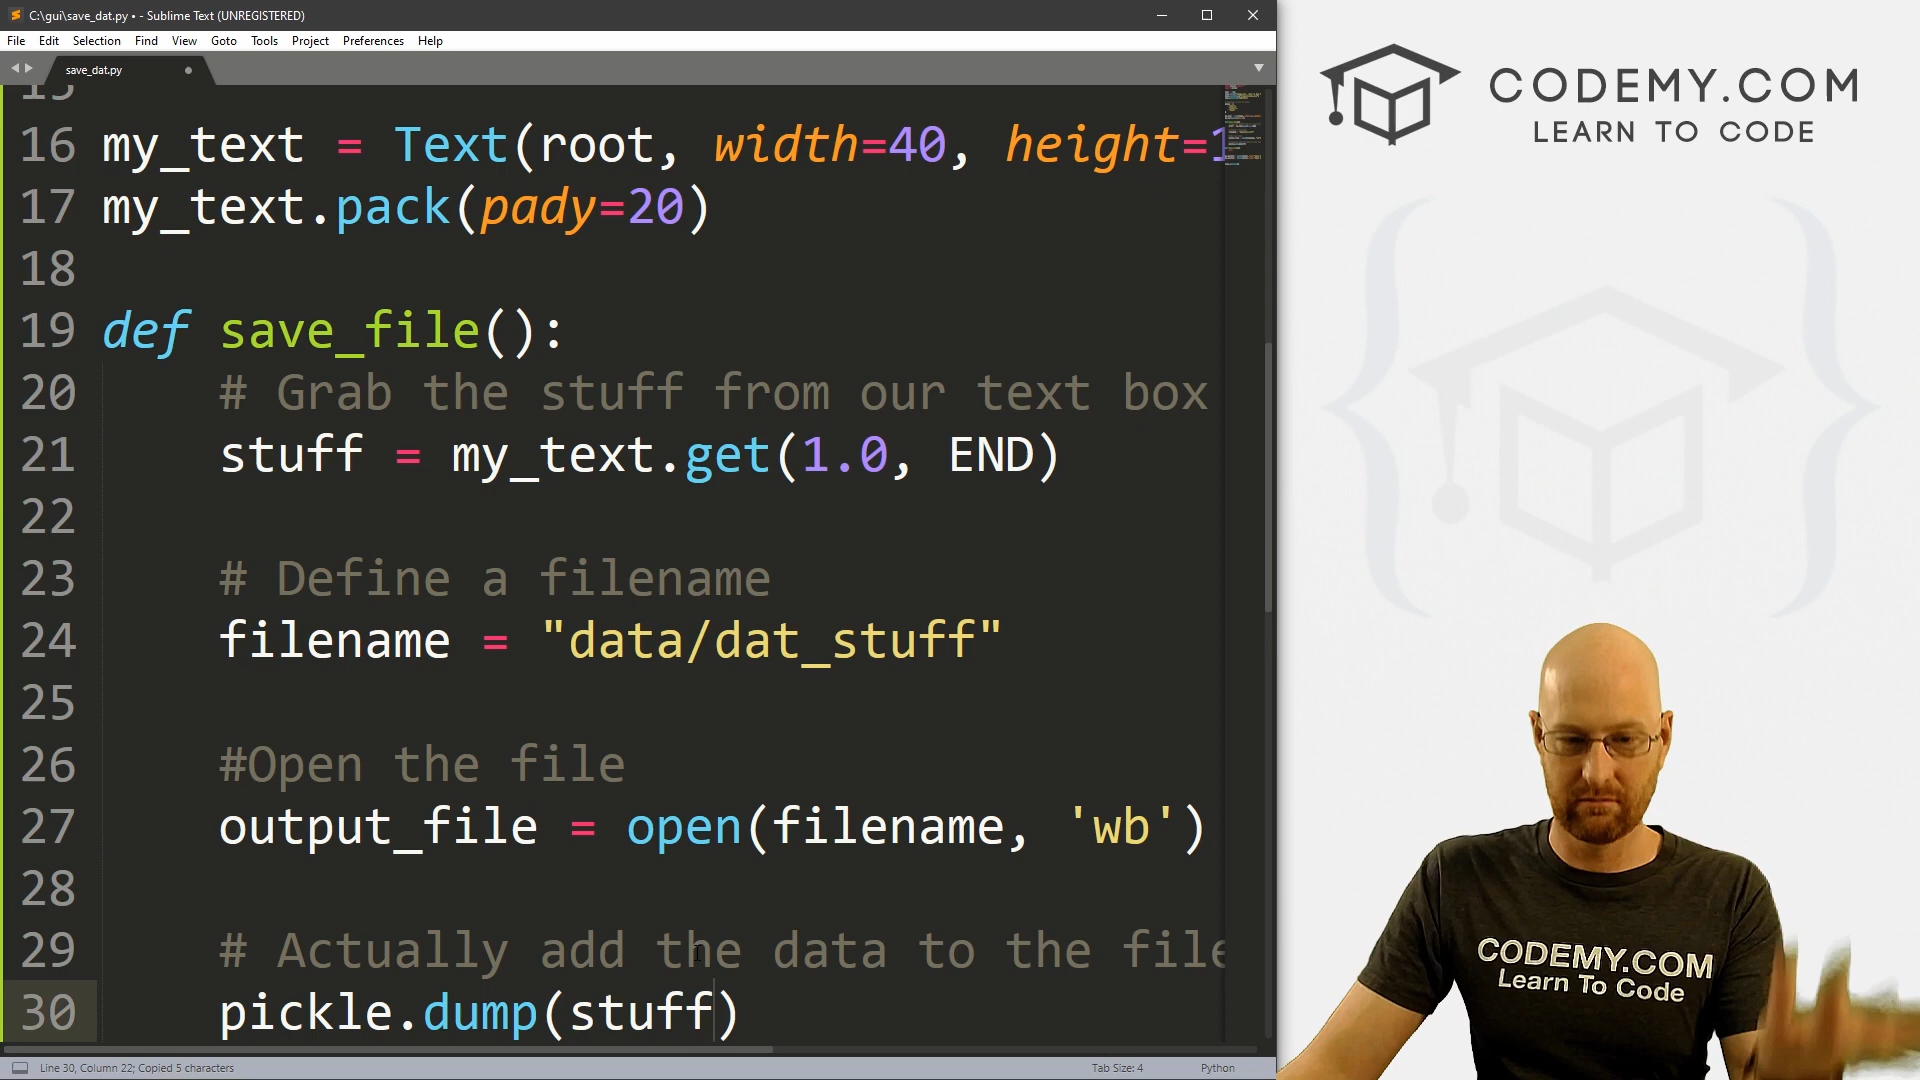 C:\gui\save_dat.py • - Sublime Text (UNREGISTERED)
File Edit Selection Find View Goto Tools Project Preferences Help
save_dat.py
15
16 my_text = Text(root, width=40, height=1
17 my_text.pack(pady=20)
18
19 def save_file():
20 # Grab the stuff from our text box
21 stuff = my_text.get(1.0, END)
22
23 # Define a filename
24 filename = "data/dat_stuff"
25
26 #Open the file
27 output_file = open(filename, 'wb')
28
29 # Actually add the data to the file
30 pickle.dump(stuff)
Line 30, Column 22; Copied 5 characters
Tab Size: 4
Python
CODEMY.COM
LEARN TO CODE
CODEMY.COM
Learn To Code